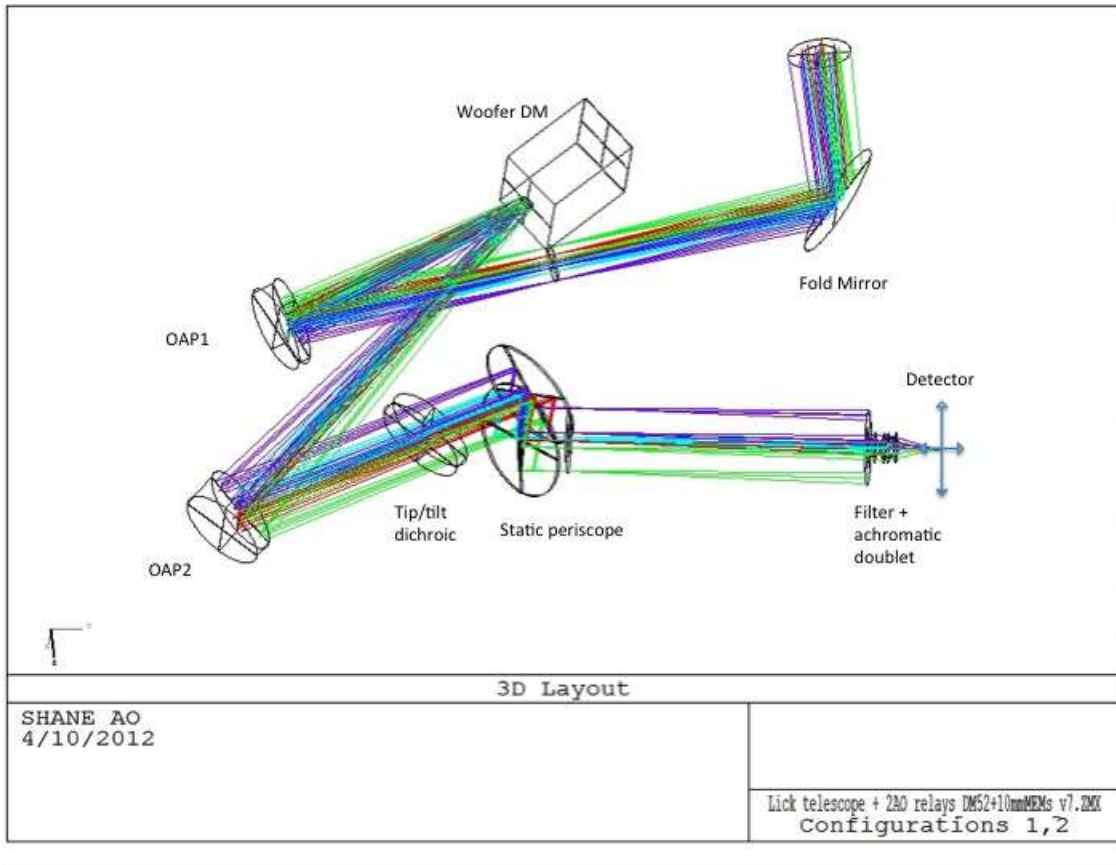 Woofer DM
Fold Mirror
OAP1
Detector
Tip/tilt
dichroic
Static periscope
Filter +
achromatic
doublet
OAP2
3D Layout
SHANE AO
4/10/2012
Lick telescope + 2AO relays DM52+10mmMEMs v7.ZMX
Configurations 1,2